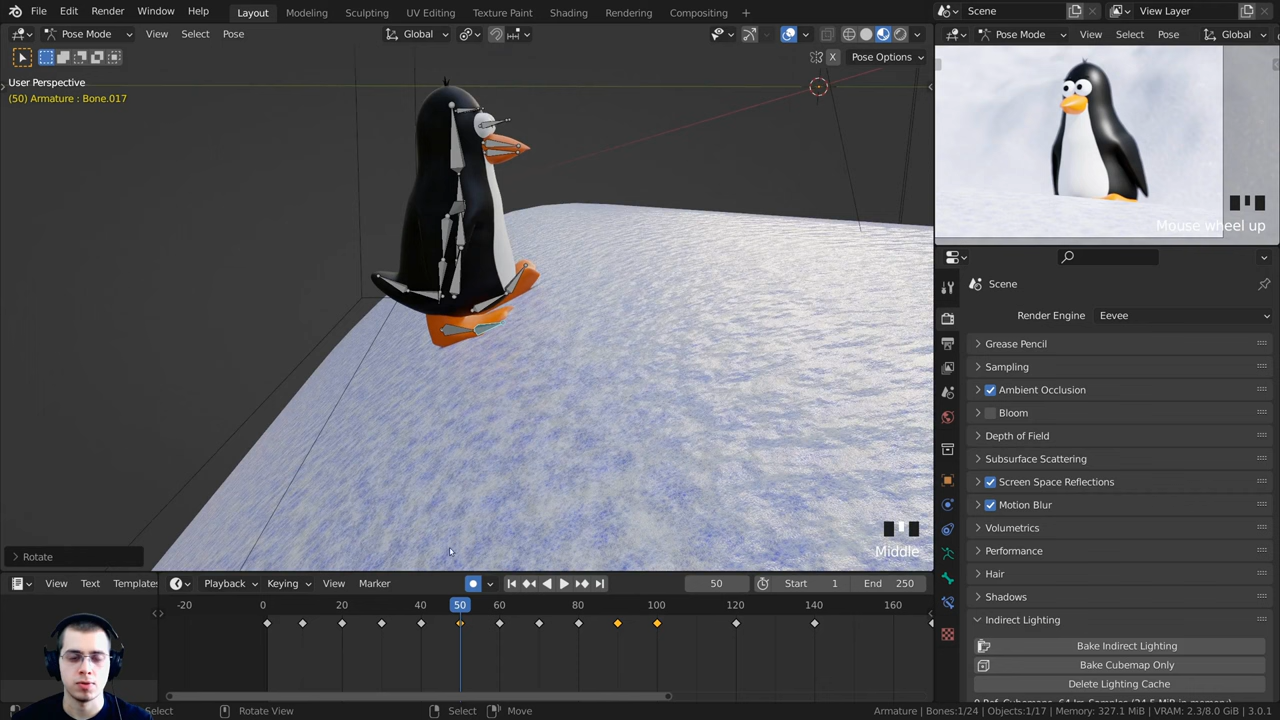 File Edit Render Window Help Layout Modeling Sculpting UV Editing Texture Paint Shading Rendering Compositing + Scene View Layer
Pose Mode View Select Pose Global Pose Mode View Select Pose Global
X Pose Options
User Perspective
(50) Armature : Bone.017
Mouse wheel up
Scene
Render Engine Eevee
Grease Pencil
Sampling
Ambient Occlusion
Bloom
Depth of Field
Subsurface Scattering
Screen Space Reflections
Motion Blur
Volumetrics
Performance
Hair
Shadows
Indirect Lighting
Bake Indirect Lighting
Bake Cubemap Only
Delete Lighting Cache
Middle
Rotate
View Text Templates Playback Keying View Marker 50 Start 1 End 250
-20 0 20 40 50 60 80 100 120 140 160
Select Rotate View Select Move Armature | Bones:1/24 | Objects:1/17 | Memory: 327.1 MiB | VRAM: 2.3/8.0 GiB | 3.0.1